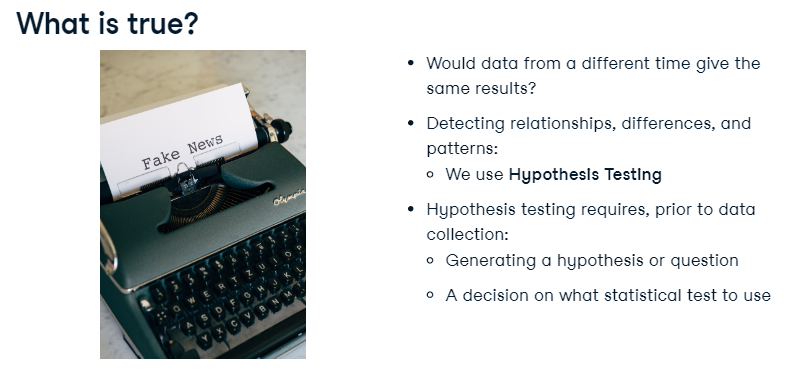 What is true?
Fake News
Olympia
• Would data from a different time give the
same results?
• Detecting relationships, differences, and
patterns:
◦ We use Hypothesis Testing
• Hypothesis testing requires, prior to data
collection:
◦ Generating a hypothesis or question
◦ A decision on what statistical test to use